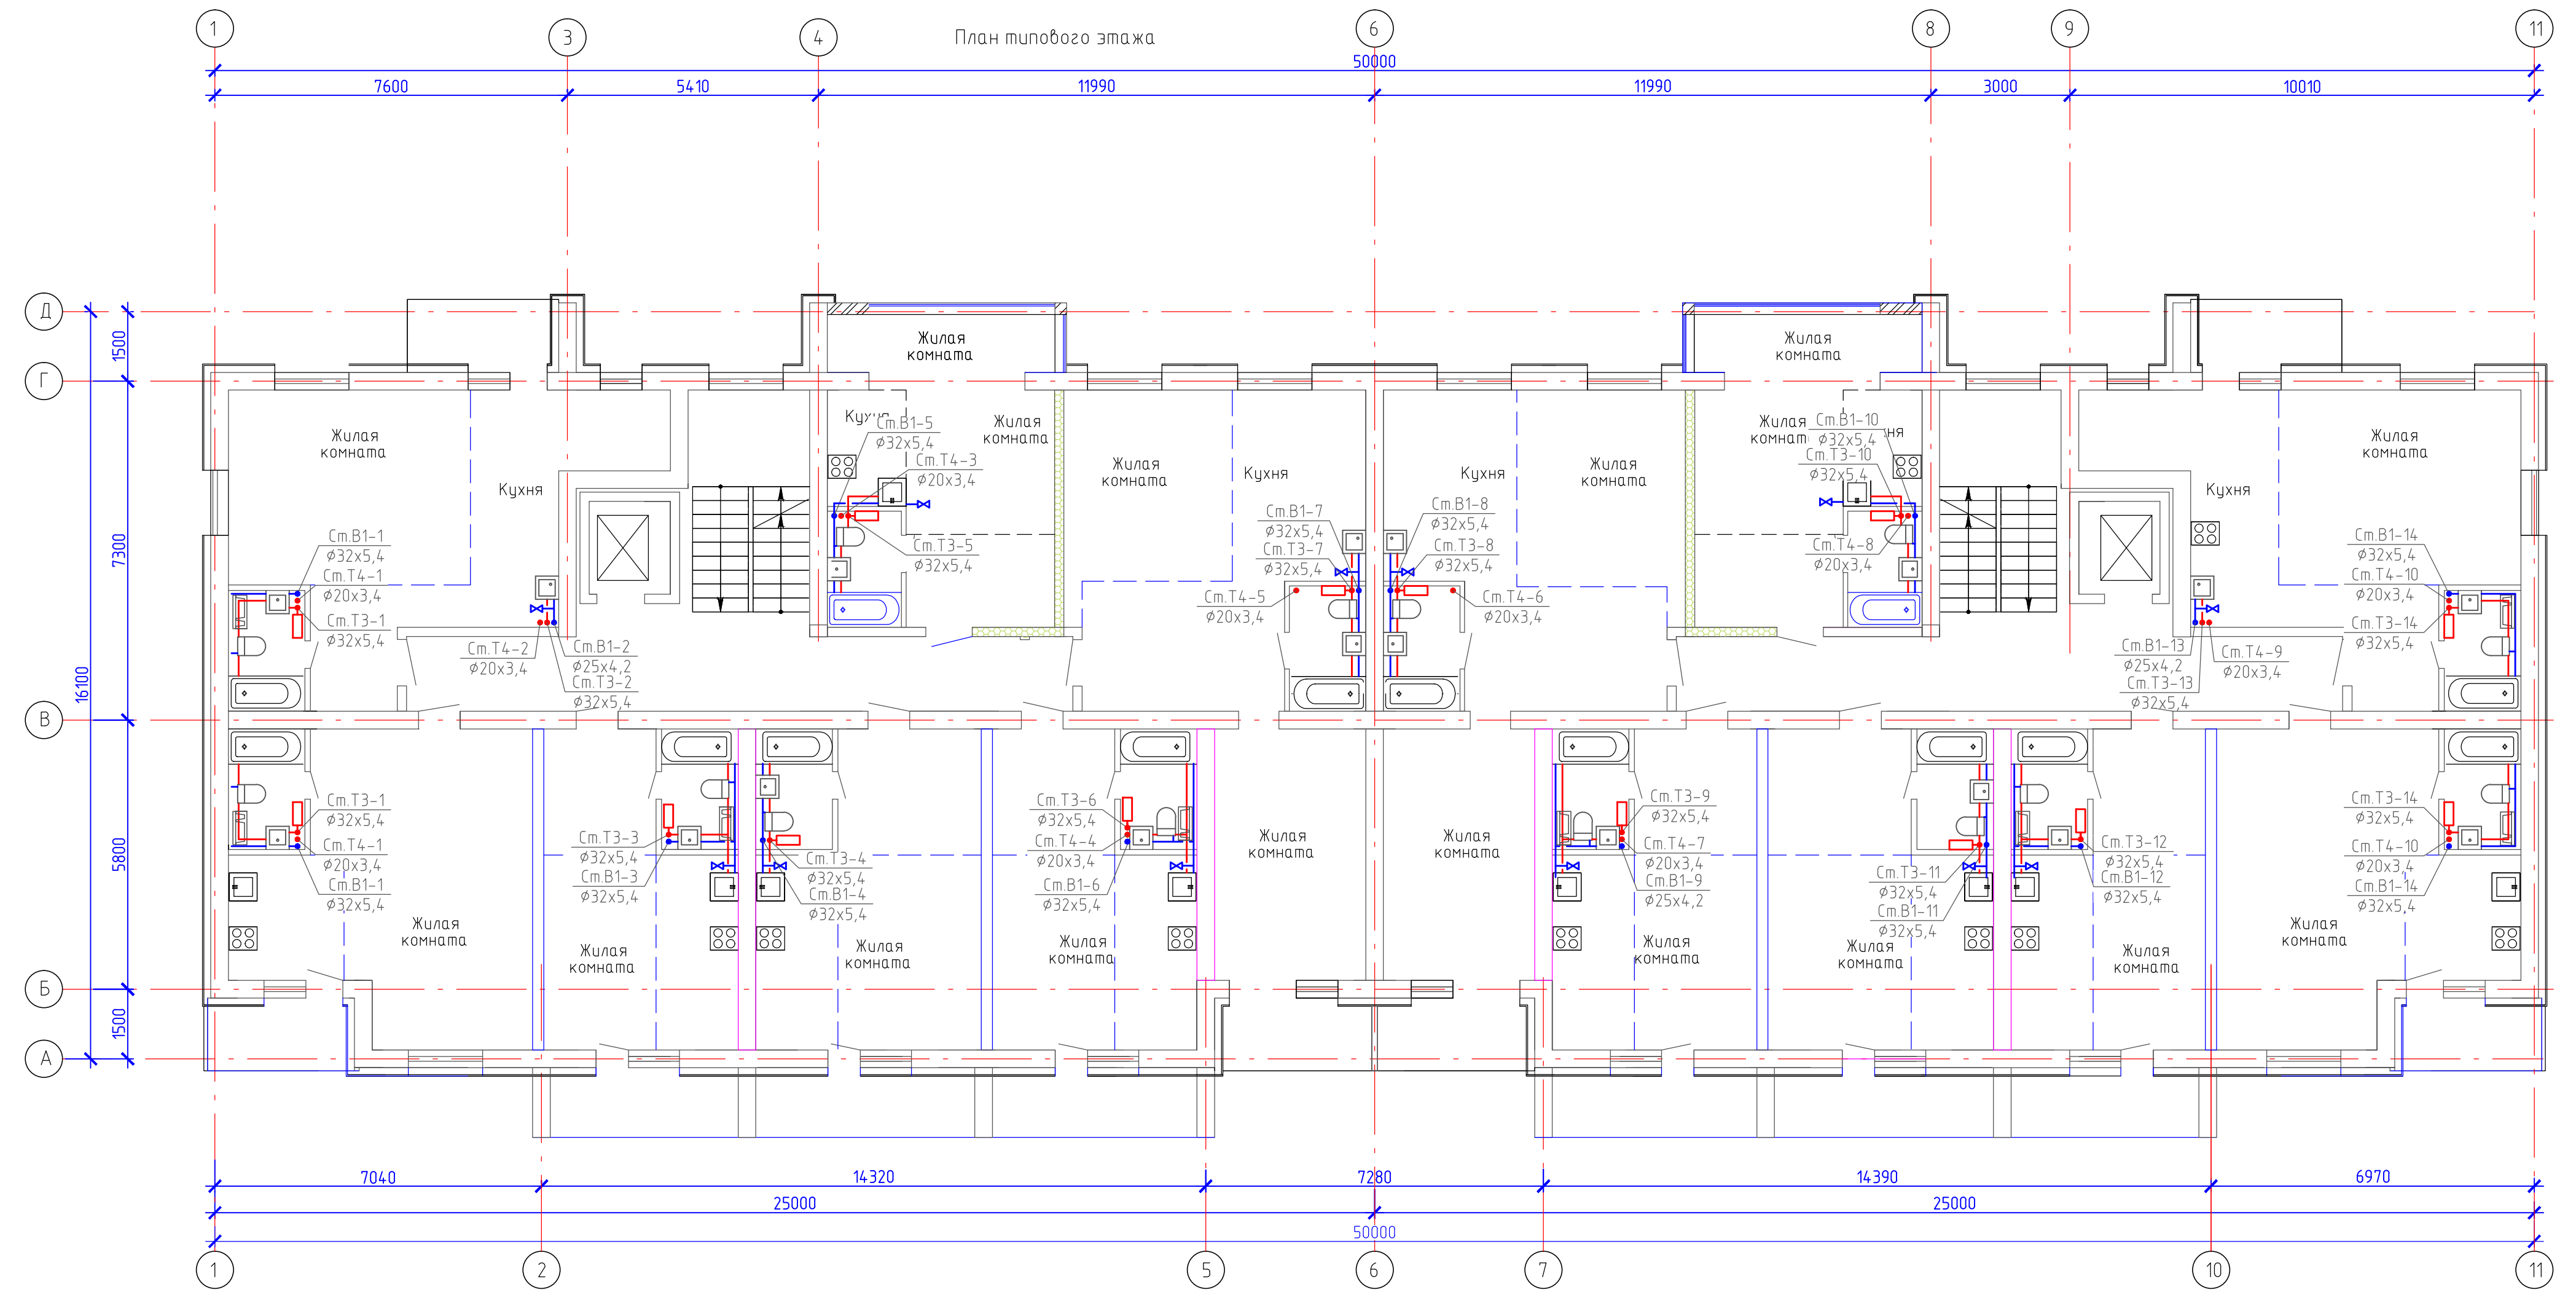 План типового этажа
1
3
4
6
8
9
11
50000
7600
5410
11990
11990
3000
10010
Д
Г
В
Б
А
1500
7300
5800
1500
16100
Жилая
комната
Жилая
комната
Жилая
комната
Кухня
Кухня
Жилая
комната
Жилая
комната
Кухня
Кухня
Жилая
комната
Жилая
комната
Жилая
комната
Кухня
Ст.В1-5
Ø32х5,4
Ст.Т4-3
Ø20х3,4
Ст.Т3-5
Ø32х5,4
Ст.В1-10
Ø32х5,4
Ст.Т3-10
Ø32х5,4
Ст.Т4-8
Ø20х3,4
Ст.В1-7
Ø32х5,4
Ст.Т3-7
Ø32х5,4
Ст.Т4-5
Ø20х3,4
Ст.В1-8
Ø32х5,4
Ст.Т3-8
Ø32х5,4
Ст.Т4-6
Ø20х3,4
Ст.В1-1
Ø32х5,4
Ст.Т4-1
Ø20х3,4
Ст.Т3-1
Ø32х5,4
Ст.Т4-2
Ø20х3,4
Ст.В1-2
Ø25х4,2
Ст.Т3-2
Ø32х5,4
Ст.В1-13
Ø25х4,2
Ст.Т3-13
Ø32х5,4
Ст.Т4-9
Ø20х3,4
Ст.В1-14
Ø32х5,4
Ст.Т4-10
Ø20х3,4
Ст.Т3-14
Ø32х5,4
Ст.Т3-1
Ø32х5,4
Ст.Т4-1
Ø20х3,4
Ст.В1-1
Ø32х5,4
Ст.Т3-3
Ø32х5,4
Ст.В1-3
Ø32х5,4
Ст.Т3-4
Ø32х5,4
Ст.В1-4
Ø32х5,4
Ст.Т3-6
Ø32х5,4
Ст.Т4-4
Ø20х3,4
Ст.В1-6
Ø32х5,4
Жилая
комната
Жилая
комната
Ст.Т3-9
Ø32х5,4
Ст.Т4-7
Ø20х3,4
Ст.В1-9
Ø25х4,2
Ст.Т3-11
Ø32х5,4
Ст.В1-11
Ø32х5,4
Ст.Т3-12
Ø32х5,4
Ст.В1-12
Ø32х5,4
Ст.Т3-14
Ø32х5,4
Ст.Т4-10
Ø20х3,4
Ст.В1-14
Ø32х5,4
Жилая
комната
Жилая
комната
Жилая
комната
Жилая
комната
Жилая
комната
Жилая
комната
Жилая
комната
Жилая
комната
7040
14320
7280
14390
6970
25000
25000
50000
1
2
5
6
7
10
11